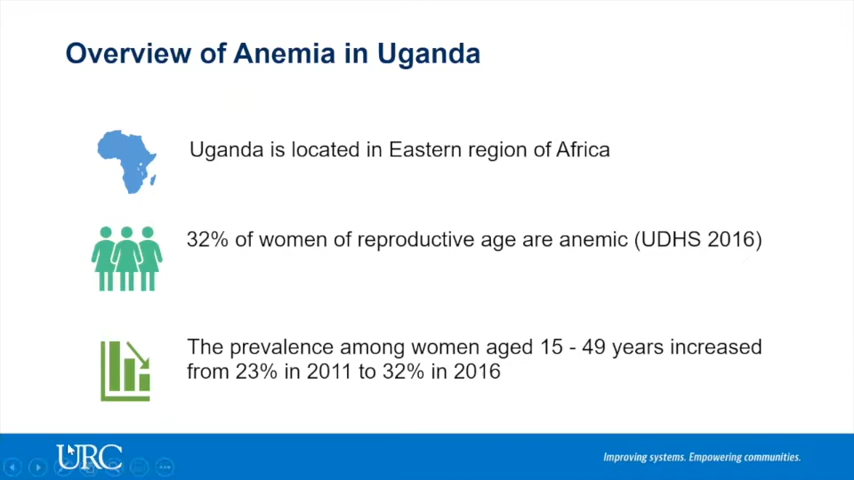 Overview of Anemia in Uganda
Uganda is located in Eastern region of Africa
32% of women of reproductive age are anemic (UDHS 2016)
The prevalence among women aged 15 - 49 years increased
from 23% in 2011 to 32% in 2016
URC
Improving systems. Empowering communities.